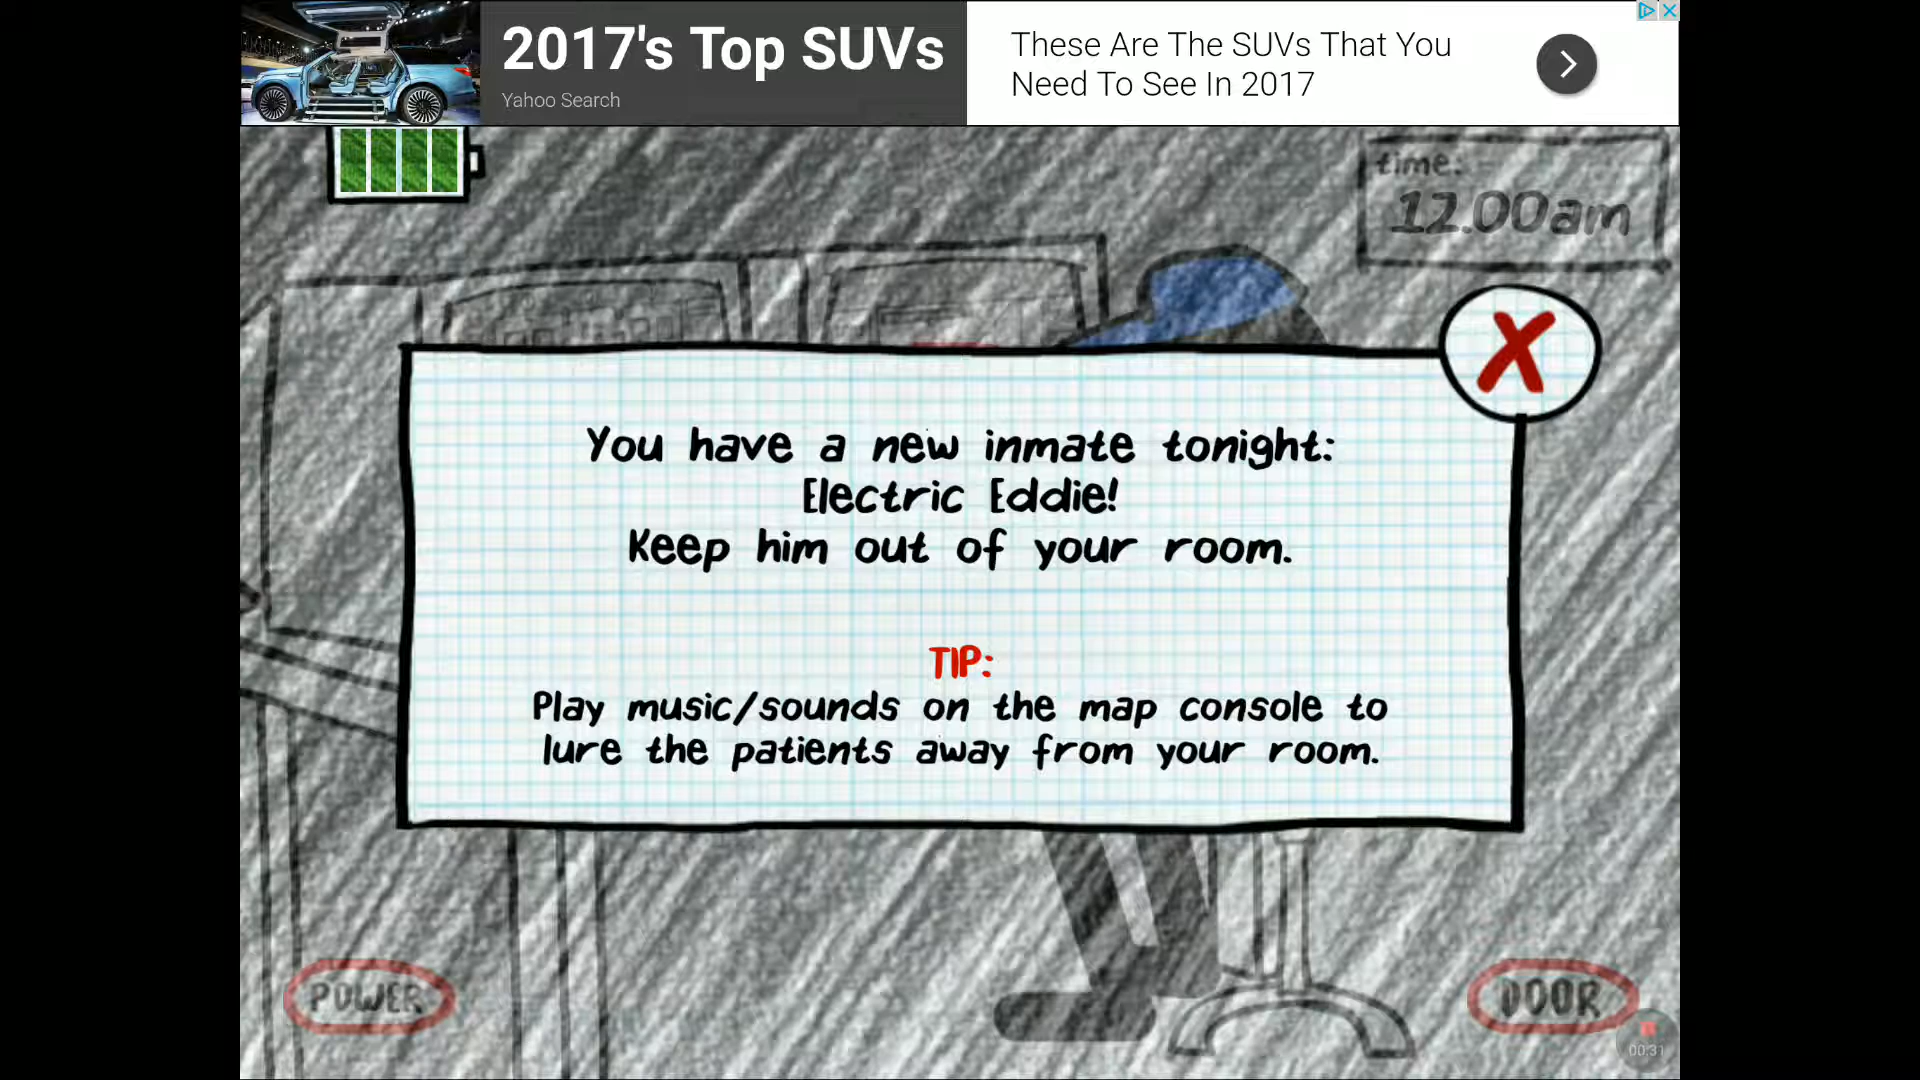 2017's Top SUVs
Yahoo Search
These Are The SUVs That You
Need To See In 2017
time:
12.00am
X
You have a new inmate tonight:
Electric Eddie!
Keep him out of your room.
TIP:
Play music/sounds on the map console to
lure the patients away from your room.
POWER
DOOR
00:31